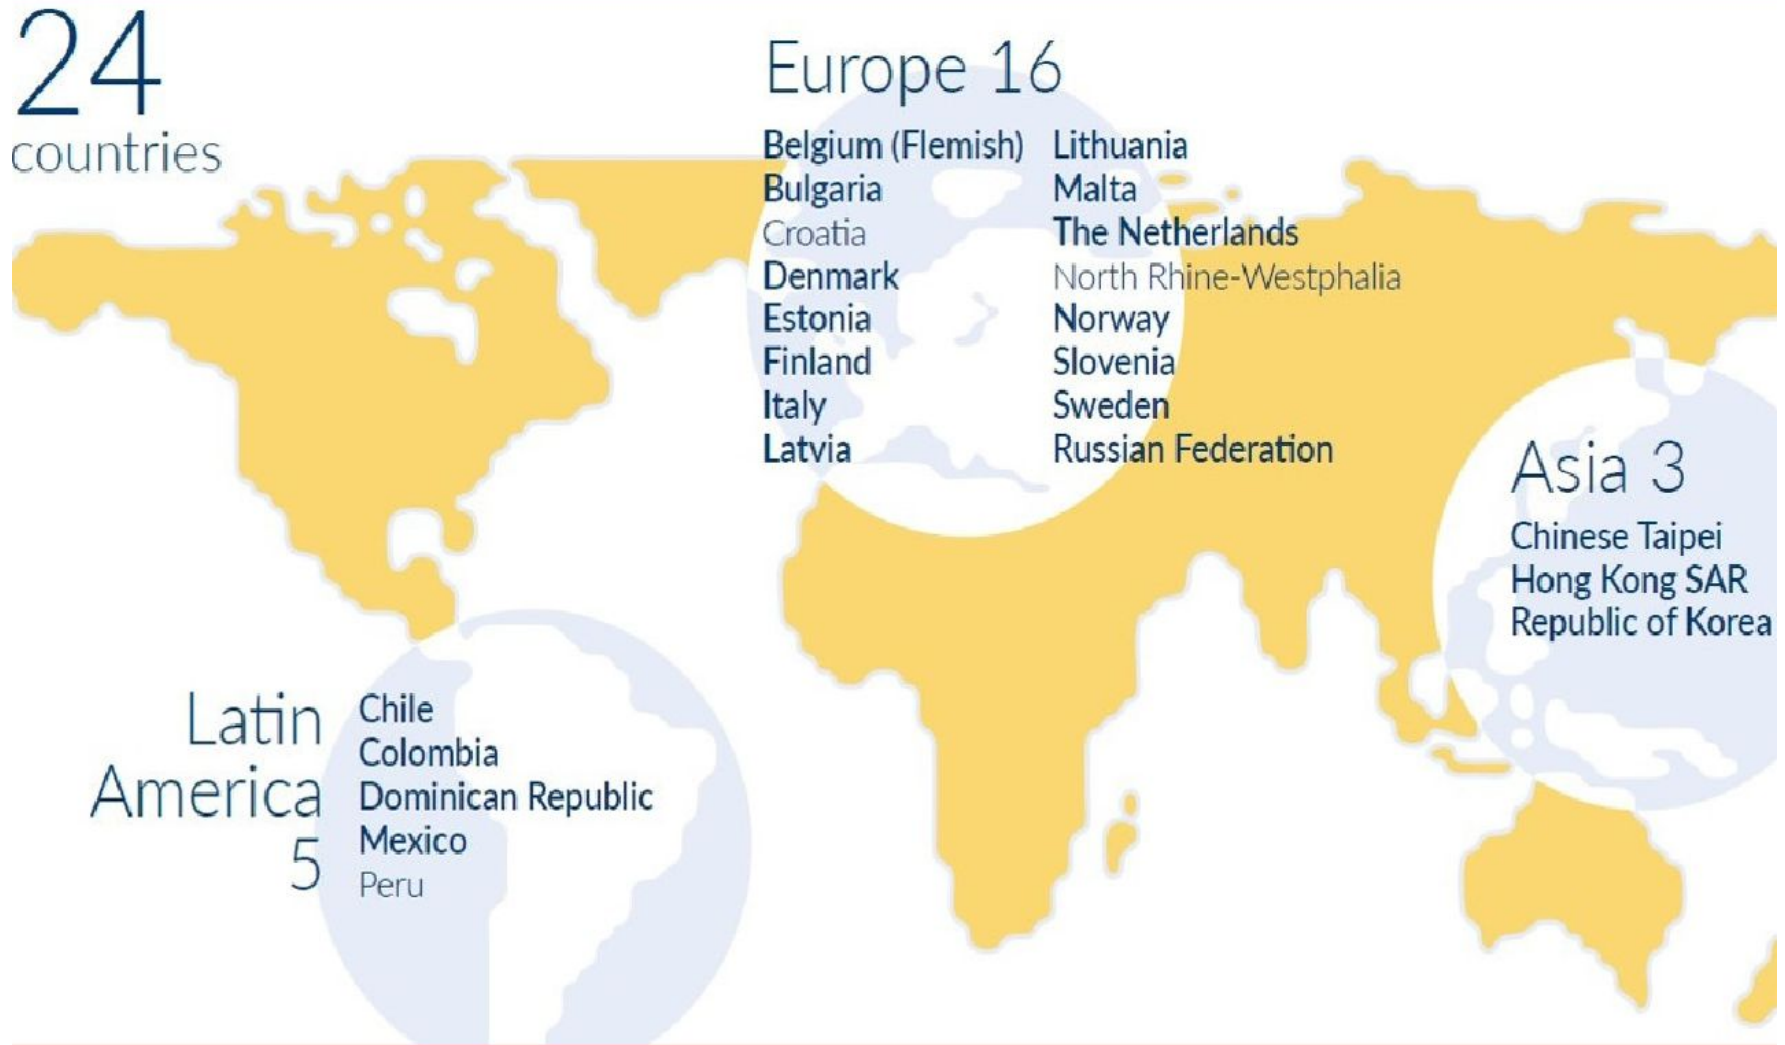 24
countries
Europe 16
Belgium (Flemish)
Bulgaria
Croatia
Denmark
Estonia
Finland
Italy
Latvia
Lithuania
Malta
The Netherlands
North Rhine-Westphalia
Norway
Slovenia
Sweden
Russian Federation
Asia 3
Chinese Taipei
Hong Kong SAR
Republic of Korea
Latin
America
5
Chile
Colombia
Dominican Republic
Mexico
Peru